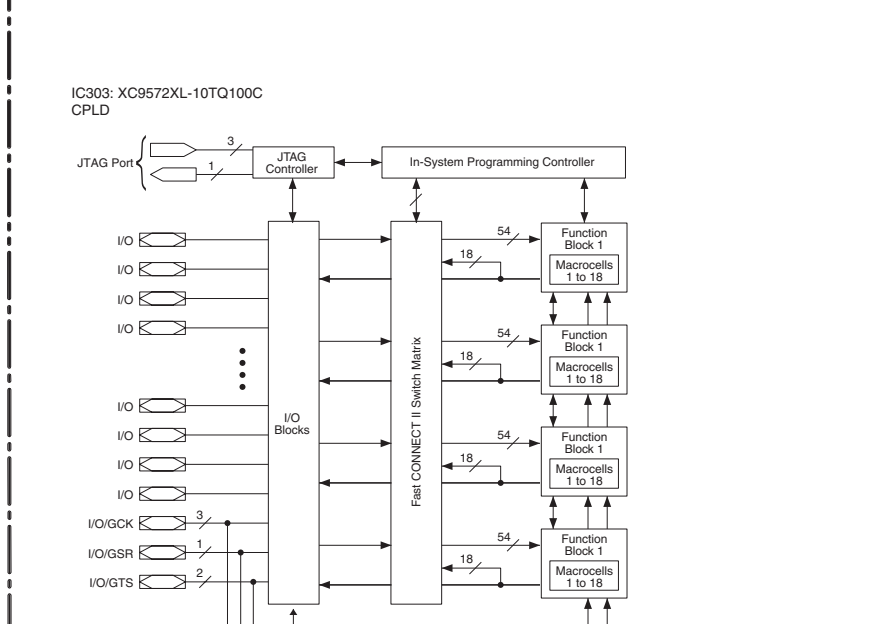 IC303: XC9572XL-10TQ100C
CPLD
JTAG Port
3
1
JTAG
Controller
In-System Programming Controller
I/O
I/O
I/O
I/O
I/O
I/O
I/O
I/O
I/O/GCK
3
I/O/GSR
1
I/O/GTS
2
I/O
Blocks
Fast CONNECT II Switch Matrix
54
18
Function
Block 1
Macrocells
1 to 18
54
18
Function
Block 1
Macrocells
1 to 18
54
18
Function
Block 1
Macrocells
1 to 18
54
18
Function
Block 1
Macrocells
1 to 18